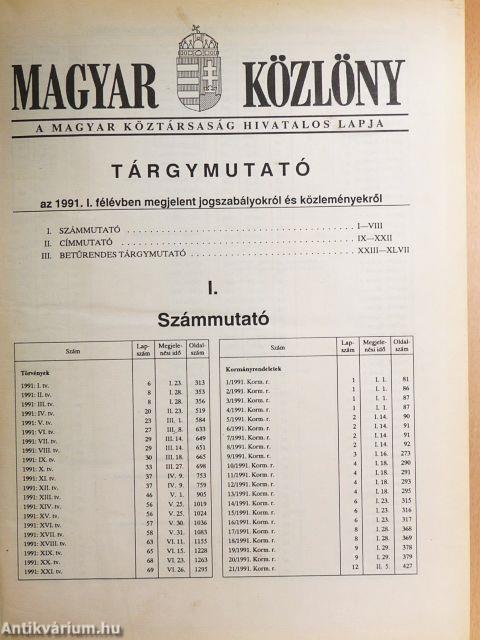 MAGYAR KÖZLÖNY
A MAGYAR KÖZTÁRSASÁG HIVATALOS LAPJA
TÁRGYMUTATÓ
az 1991. I. félévben megjelent jogszabályokról és közleményekről
I. SZÁMMUTATÓ I—VIII
II. CÍMMUTATÓ IX—XXII
III. BETŰRENDES TÁRGYMUTATÓ XXIII—XLVII
I.
Számmutató
Szám Lap-szám Megjele-nési idő Oldal-szám
Törvények
1991: I. tv. 6 I. 23. 313
1991: II. tv. 8 I. 28. 353
1991: III. tv. 8 I. 28. 356
1991: IV. tv. 20 II. 23. 519
1991: V. tv. 23 III. 1. 584
1991: VI. tv. 27 III. 8. 633
1991: VII. tv. 29 III. 14. 649
1991: VIII. tv. 29 III. 14. 651
1991: IX. tv. 30 III. 18. 665
1991: X. tv. 33 III. 27. 698
1991: XI. tv. 37 IV. 9. 753
1991: XII. tv. 37 IV. 9. 759
1991: XIII. tv. 46 V. 1. 905
1991: XIV. tv. 56 V. 25. 1019
1991: XV. tv. 56 V. 25. 1024
1991: XVI. tv. 57 V. 30. 1036
1991: XVII. tv. 58 V. 31. 1083
1991: XVIII. tv. 63 VI. 11. 1155
1991: XIX. tv. 65 VI. 15. 1228
1991: XX. tv. 68 VI. 23. 1263
1991: XXI. tv. 69 VI. 26. 1295
Szám Lap-szám Megjele-nési idő Oldal-szám
Kormányrendeletek
1/1991. Korm. r. 1 I. 1. 81
2/1991. Korm. r. 1 I. 1. 86
3/1991. Korm. r. 1 I. 1. 87
4/1991. Korm. r. 1 I. 1. 87
5/1991. Korm. r. 2 I. 14. 90
6/1991. Korm. r. 2 I. 14. 91
7/1991. Korm. r. 2 I. 14. 91
8/1991. Korm. r. 2 I. 14. 92
9/1991. Korm. r. 3 I. 16. 273
10/1991. Korm. r. 4 I. 18. 290
11/1991. Korm. r. 4 I. 18. 291
12/1991. Korm. r. 4 I. 18. 293
13/1991. Korm. r. 4 I. 18. 295
14/1991. Korm. r. 6 I. 23. 315
15/1991. Korm. r. 6 I. 23. 316
16/1991. Korm. r. 6 I. 23. 317
17/1991. Korm. r. 8 I. 28. 368
18/1991. Korm. r. 8 I. 28. 369
19/1991. Korm. r. 9 I. 29. 378
20/1991. Korm. r. 9 I. 29. 379
21/1991. Korm. r. 12 II. 5. 427
Antikvárium.hu